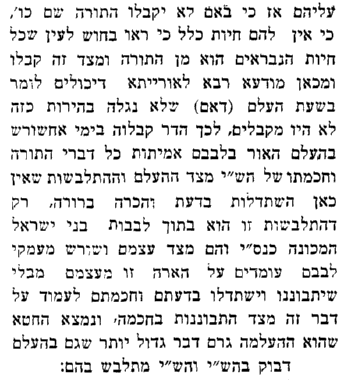 עליהם אז כי באם לא יקבלו התורה שם כו',
כי אין להם חיות כלל כי ראו בחוש לעין שכל
חיות הנבראים הוא מן התורה ומצד זה קבלו
ומכאן מודעא רבא לאורייתא דיכולים לומר
בשעת העלם (דאם) שלא נגלה בהירות כזה
לא היו מקבלים, לכך הדר קבלוה בימי אחשורש
בהעלם האור בלבבם אמיתות כל דברי התורה
וחכמתו של הש"י מצד ההעלם וההתלבשות שאין
כאן השתדלות בדעת והכרה ברורה, רק
דהתלבשות זו הוא בתוך לבבות בני ישראל
המכונה כנס"י והם מצד עצמם ושורש מעמקי
לבבם עומדים על הארה זו מעצמם מבלי
שיתבוננו וישתדלו בדעתם וחכמתם לעמוד על
דבר זה מצד התבוננות בחכמה, ונמצא החטא
שהוא ההעלמה גרם דבר גדול יותר שגם בהעלם
דבוק בהש"י והש"י מתלבש בהם: